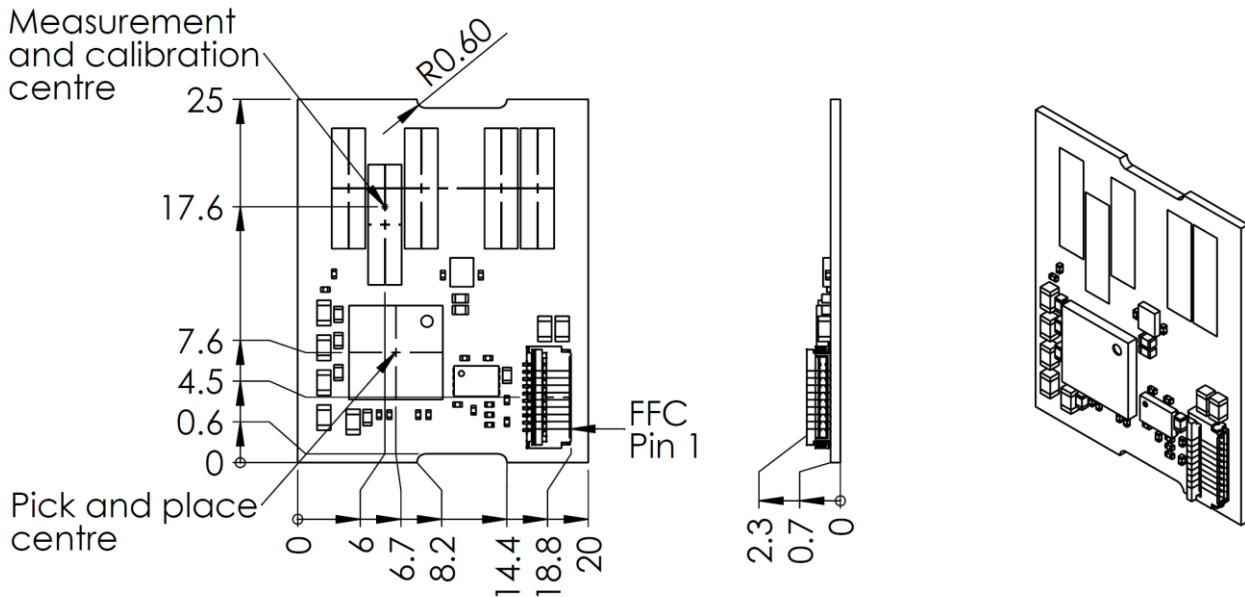 Measurement
and calibration
centre
R0.60
25
17.6
7.6
4.5
0.6
0
FFC
Pin 1
Pick and place
centre
0
6
6.7
8.2
14.4
18.8
20
2.3
0.7
0